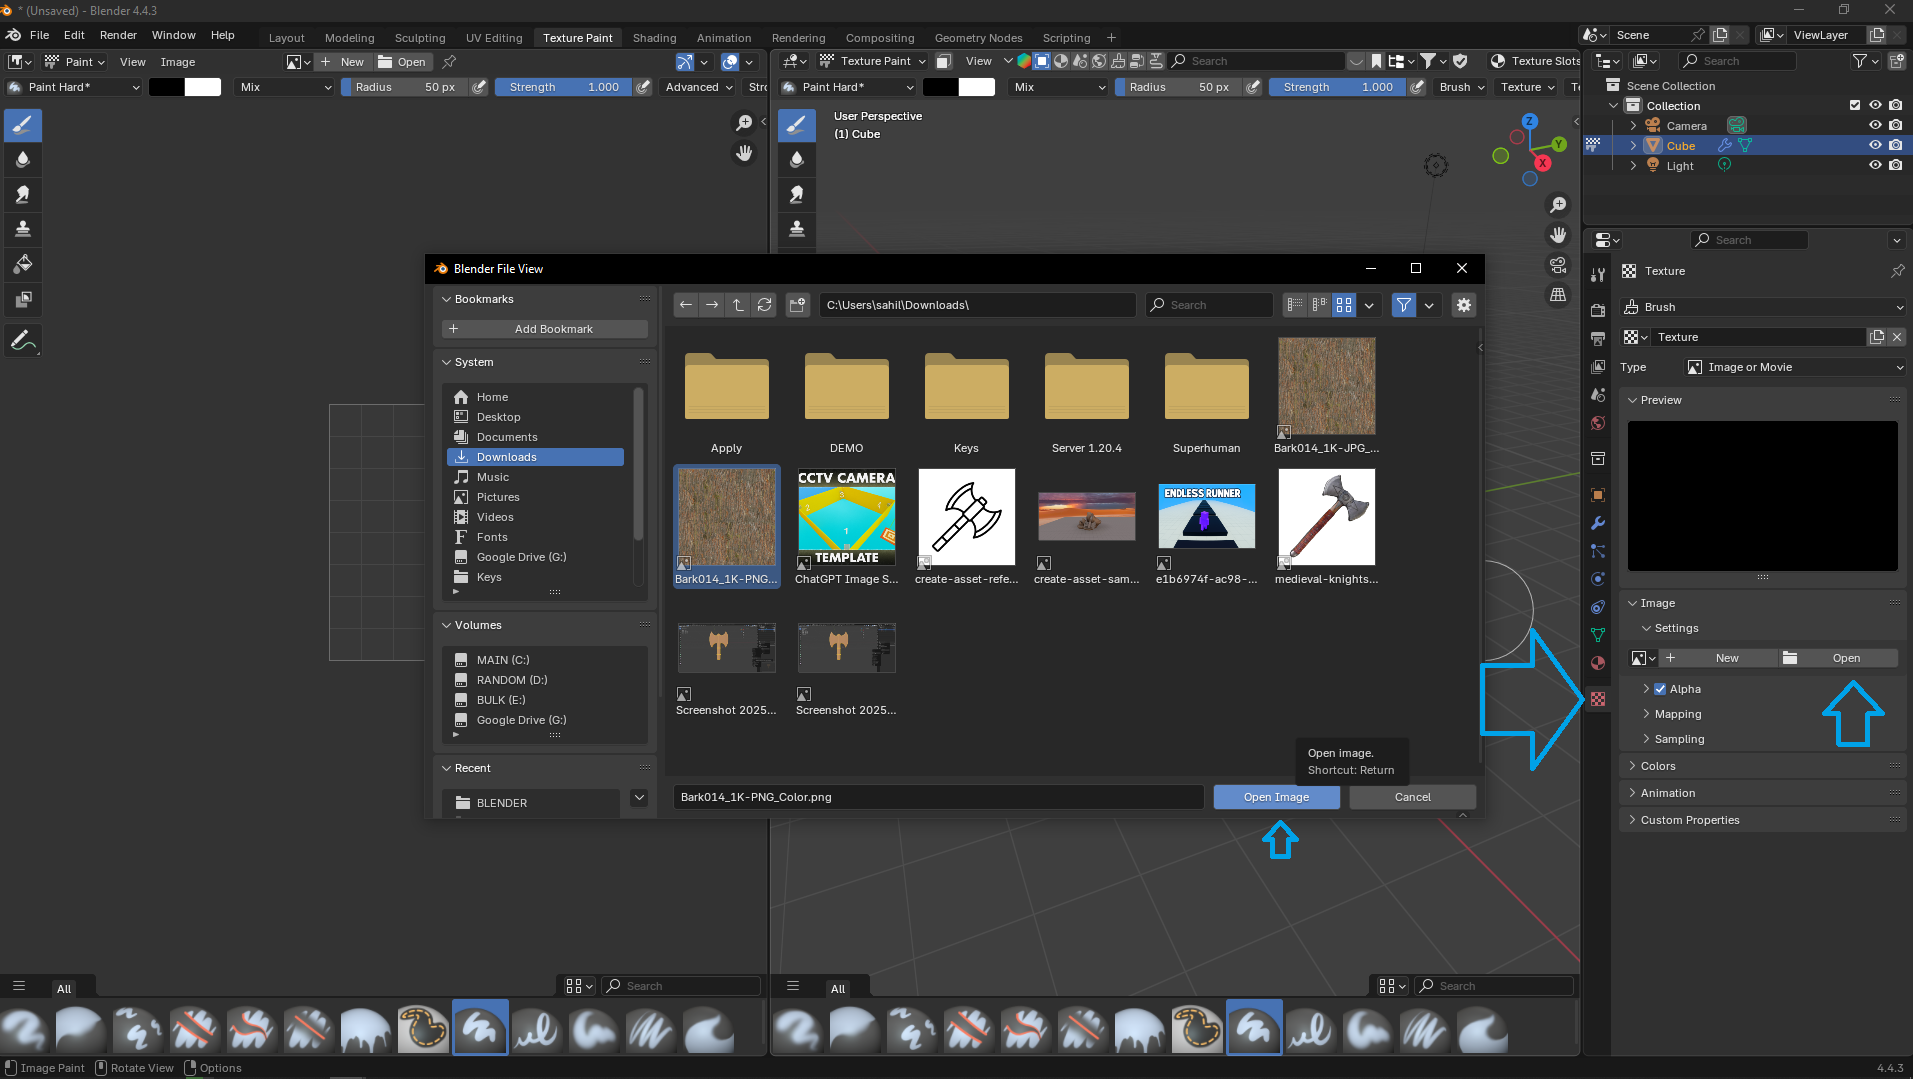 * (Unsaved) - Blender 4.4.3
File Edit Render Window Help Layout Modeling Sculpting UV Editing Texture Paint Shading Animation Rendering Compositing Geometry Nodes Scripting + Scene ViewLayer
Paint View Image New Open
Texture Paint View Search Texture Slots
Search
Paint Hard* Mix Radius 50 px Strength 1.000 Advanced Stro
Paint Hard* Mix Radius 50 px Strength 1.000 Brush Texture
User Perspective
(1) Cube
Z
Y
X
Scene Collection
Collection
Camera
Cube
Light
Search
Texture
Brush
Texture
Type Image or Movie
Preview
Image
Settings
New Open
Alpha
Mapping
Sampling
Colors
Animation
Custom Properties
Blender File View
Bookmarks
Add Bookmark
System
Home
Desktop
Documents
Downloads
Music
Pictures
Videos
Fonts
Google Drive (G:)
Keys
Volumes
MAIN (C:)
RANDOM (D:)
BULK (E:)
Google Drive (G:)
Recent
BLENDER
C:\Users\sahil\Downloads\
Search
Apply DEMO Keys Server 1.20.4 Superhuman Bark014_1K-JPG_...
CCTV CAMERA
3
2
1
TEMPLATE
ENDLESS RUNNER
Bark014_1K-PNG... ChatGPT Image S... create-asset-refe... create-asset-sam... e1b6974f-ac98-... medieval-knights...
Screenshot 2025... Screenshot 2025...
Open image.
Shortcut: Return
Bark014_1K-PNG_Color.png Open Image Cancel
All Search
All Search
Image Paint Rotate View Options
4.4.3